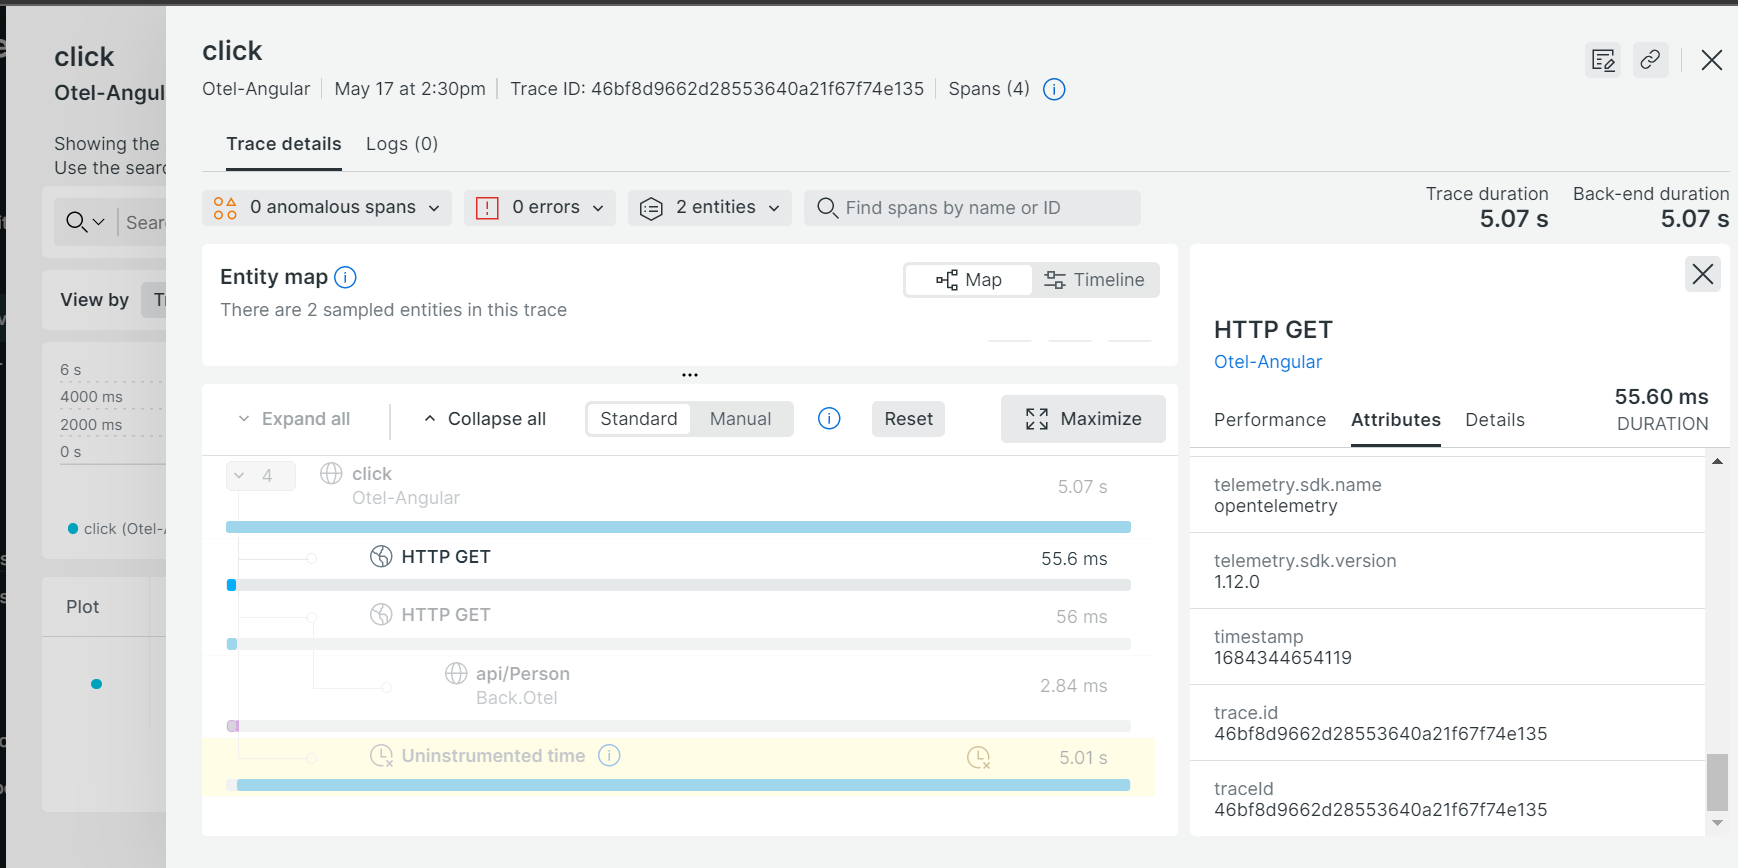 click
Otel-Angul
Showing the
Use the searc
Sear
View by
Tr
6 s
4000 ms
2000 ms
0 s
click (Otel-A
Plot
click
Otel-Angular
May 17 at 2:30pm
Trace ID: 46bf8d9662d28553640a21f67f74e135
Spans (4)
Trace details
Logs (0)
0 anomalous spans
0 errors
2 entities
Find spans by name or ID
Trace duration
5.07 s
Back-end duration
5.07 s
Entity map
There are 2 sampled entities in this trace
Map
Timeline
...
Expand all
Collapse all
Standard
Manual
Reset
Maximize
4
click
Otel-Angular
5.07 s
HTTP GET
55.6 ms
HTTP GET
56 ms
api/Person
Back.Otel
2.84 ms
Uninstrumented time
5.01 s
HTTP GET
Otel-Angular
55.60 ms
DURATION
Performance
Attributes
Details
telemetry.sdk.name
opentelemetry
telemetry.sdk.version
1.12.0
timestamp
1684344654119
trace.id
46bf8d9662d28553640a21f67f74e135
traceId
46bf8d9662d28553640a21f67f74e135